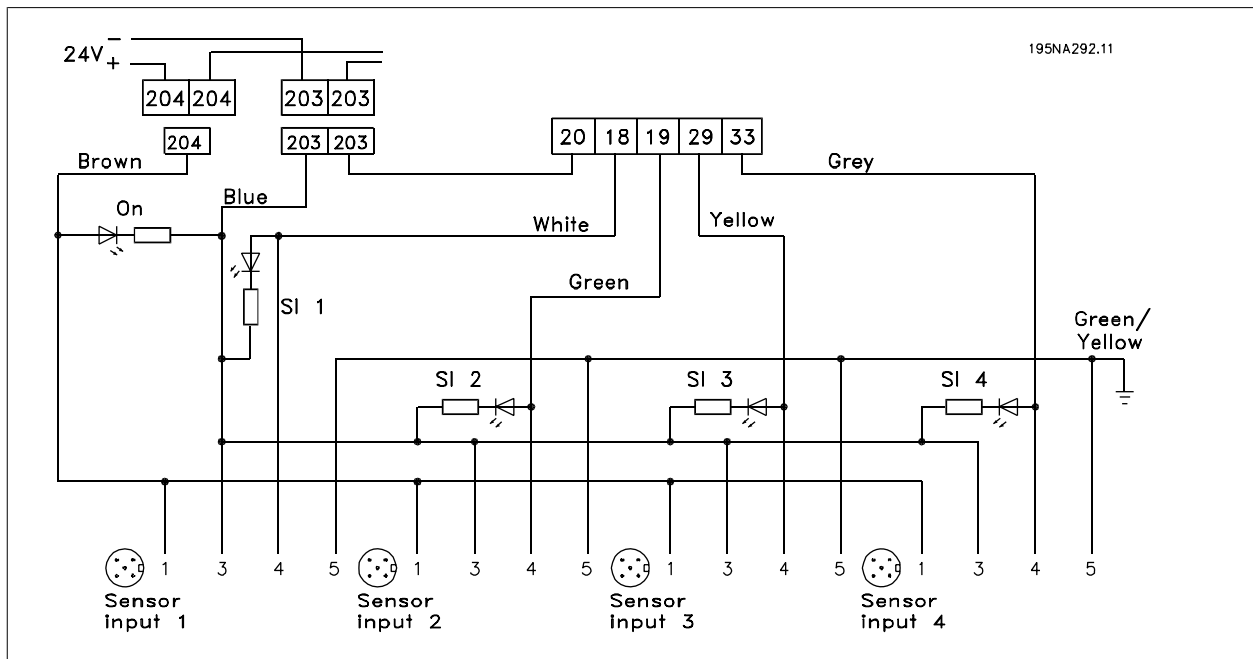 195NA292.11
24V - +
204 204 203 203
204 203 203
20 18 19 29 33
Brown
Grey
Blue
On
White
Yellow
Green
SI 1
Green/
Yellow
SI 2 SI 3 SI 4
1 3 4 5 1 3 4 5 1 3 4 5 1 3 4 5
Sensor
input 1
Sensor
input 2
Sensor
input 3
Sensor
input 4